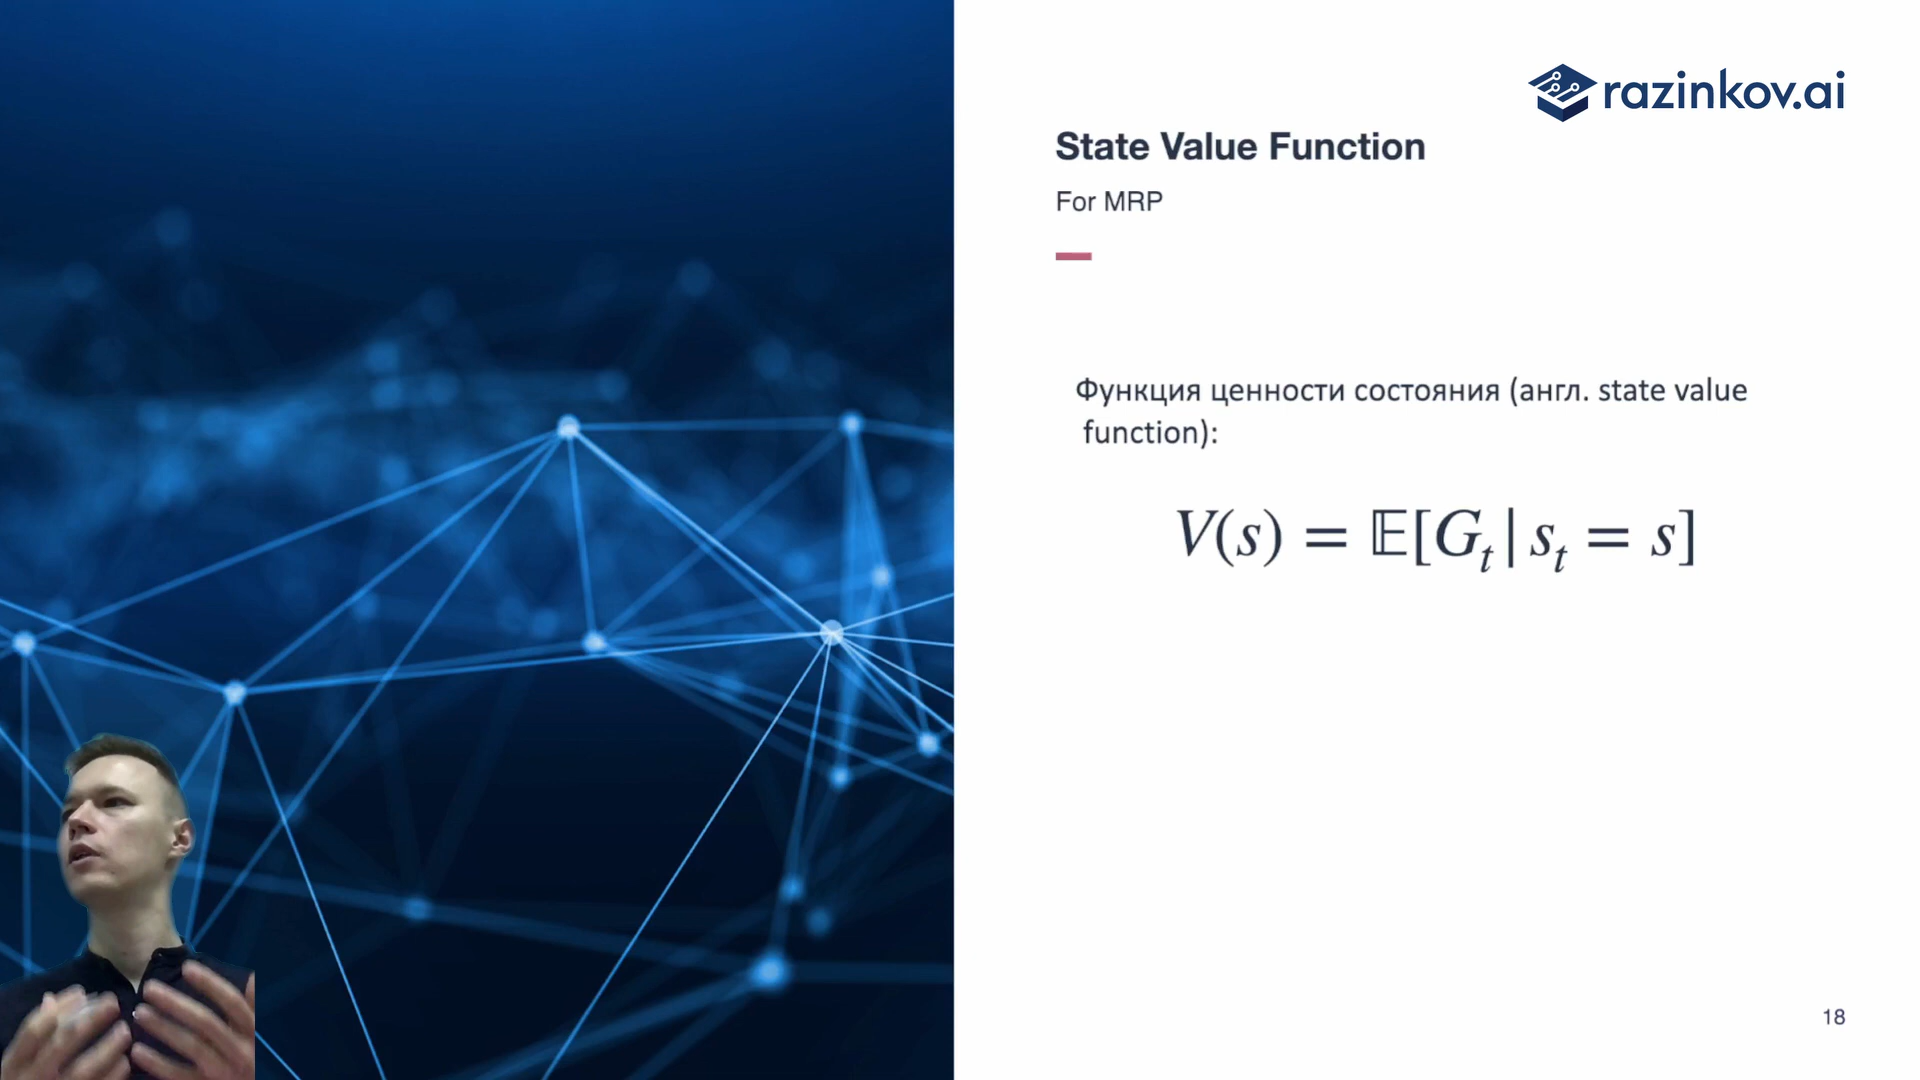 razinkov.ai
State Value Function
For MRP
Функция ценности состояния (англ. state value
function):
V(s) = 𝔼[G_t | s_t = s]
18